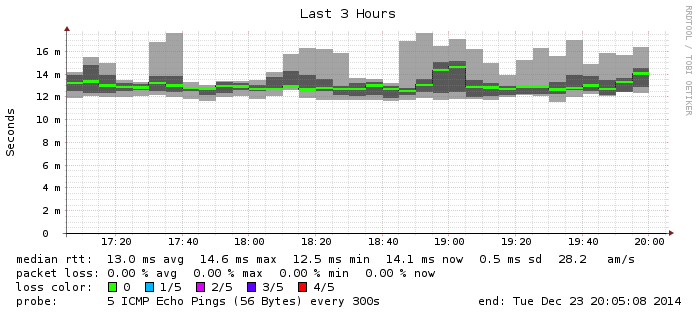 Last 3 Hours
RRDTOOL / TOBI OETIKER
Seconds
16 m
14 m
12 m
10 m
8 m
6 m
4 m
2 m
0
17:20 17:40 18:00 18:20 18:40 19:00 19:20 19:40 20:00
median rtt: 13.0 ms avg 14.6 ms max 12.5 ms min 14.1 ms now 0.5 ms sd 28.2 am/s
packet loss: 0.00 % avg 0.00 % max 0.00 % min 0.00 % now
loss color: 0 1/5 2/5 3/5 4/5
probe: 5 ICMP Echo Pings (56 Bytes) every 300s end: Tue Dec 23 20:05:08 2014